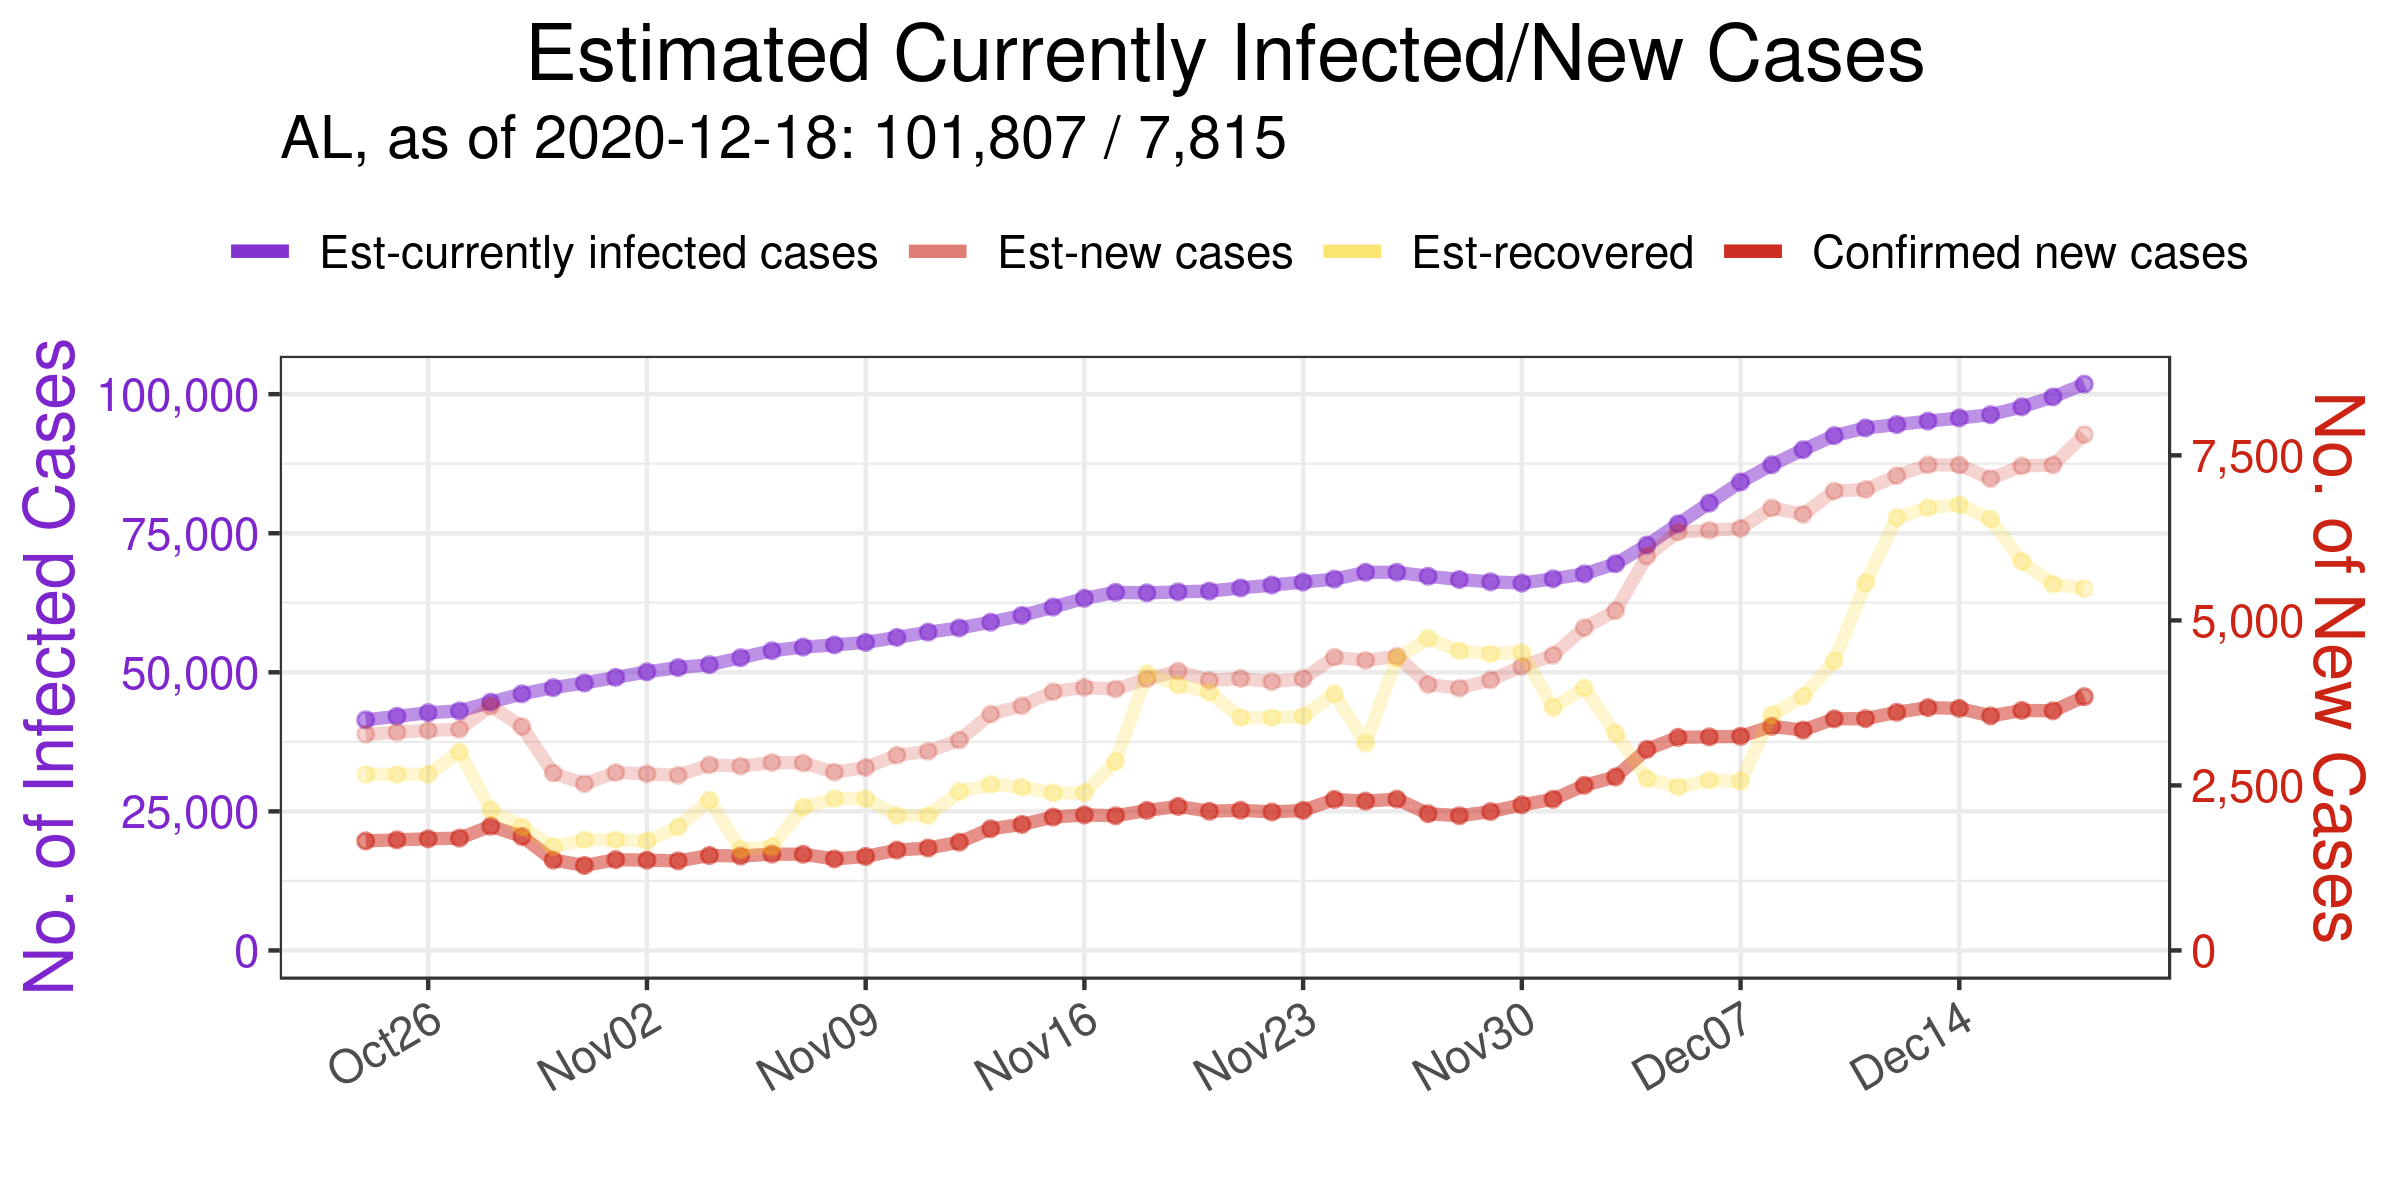 Estimated Currently Infected/New Cases
AL, as of 2020-12-18: 101,807 / 7,815
Est-currently infected cases Est-new cases Est-recovered Confirmed new cases
No. of Infected Cases
100,000
75,000
50,000
25,000
0
7,500
5,000
2,500
0
No. of New Cases
Oct26 Nov02 Nov09 Nov16 Nov23 Nov30 Dec07 Dec14